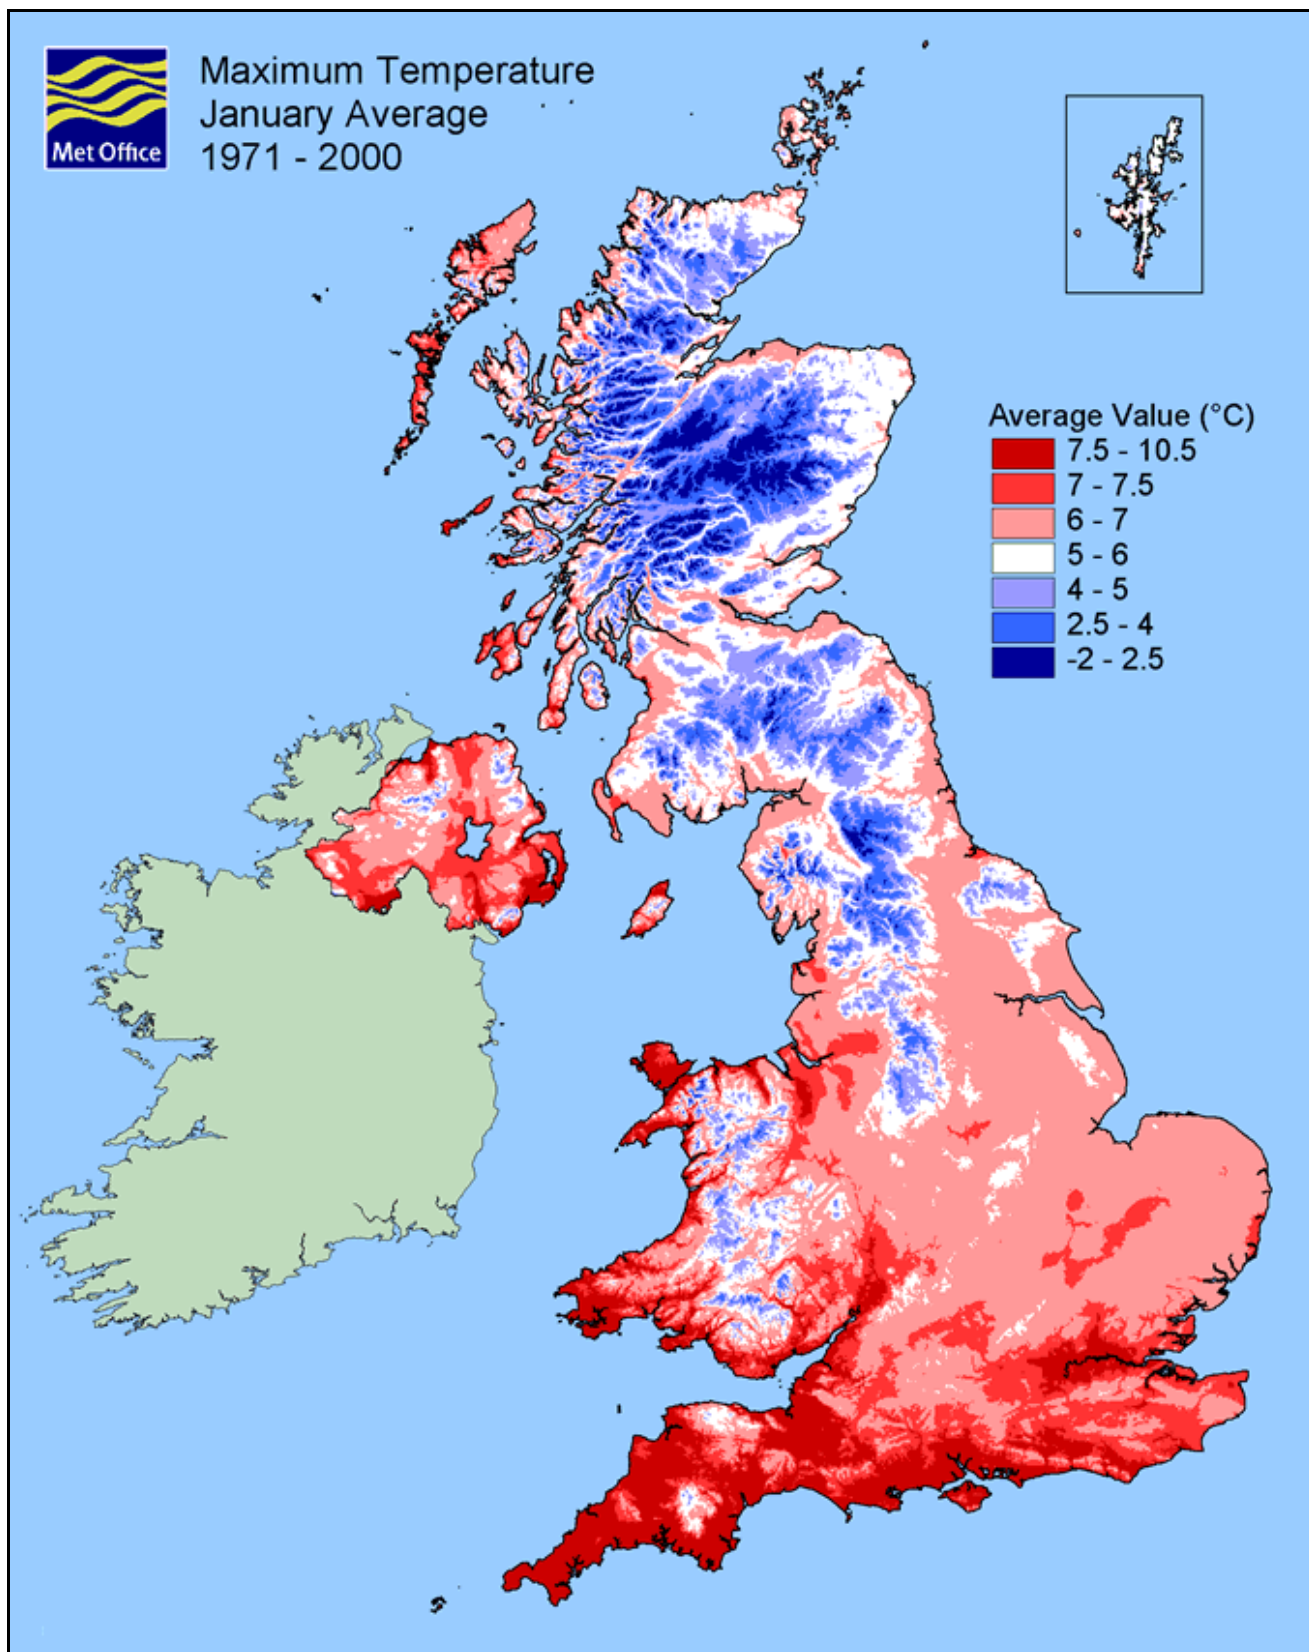 Met Office
Maximum Temperature
January Average
1971 - 2000
Average Value (°C)
7.5 - 10.5
7 - 7.5
6 - 7
5 - 6
4 - 5
2.5 - 4
-2 - 2.5